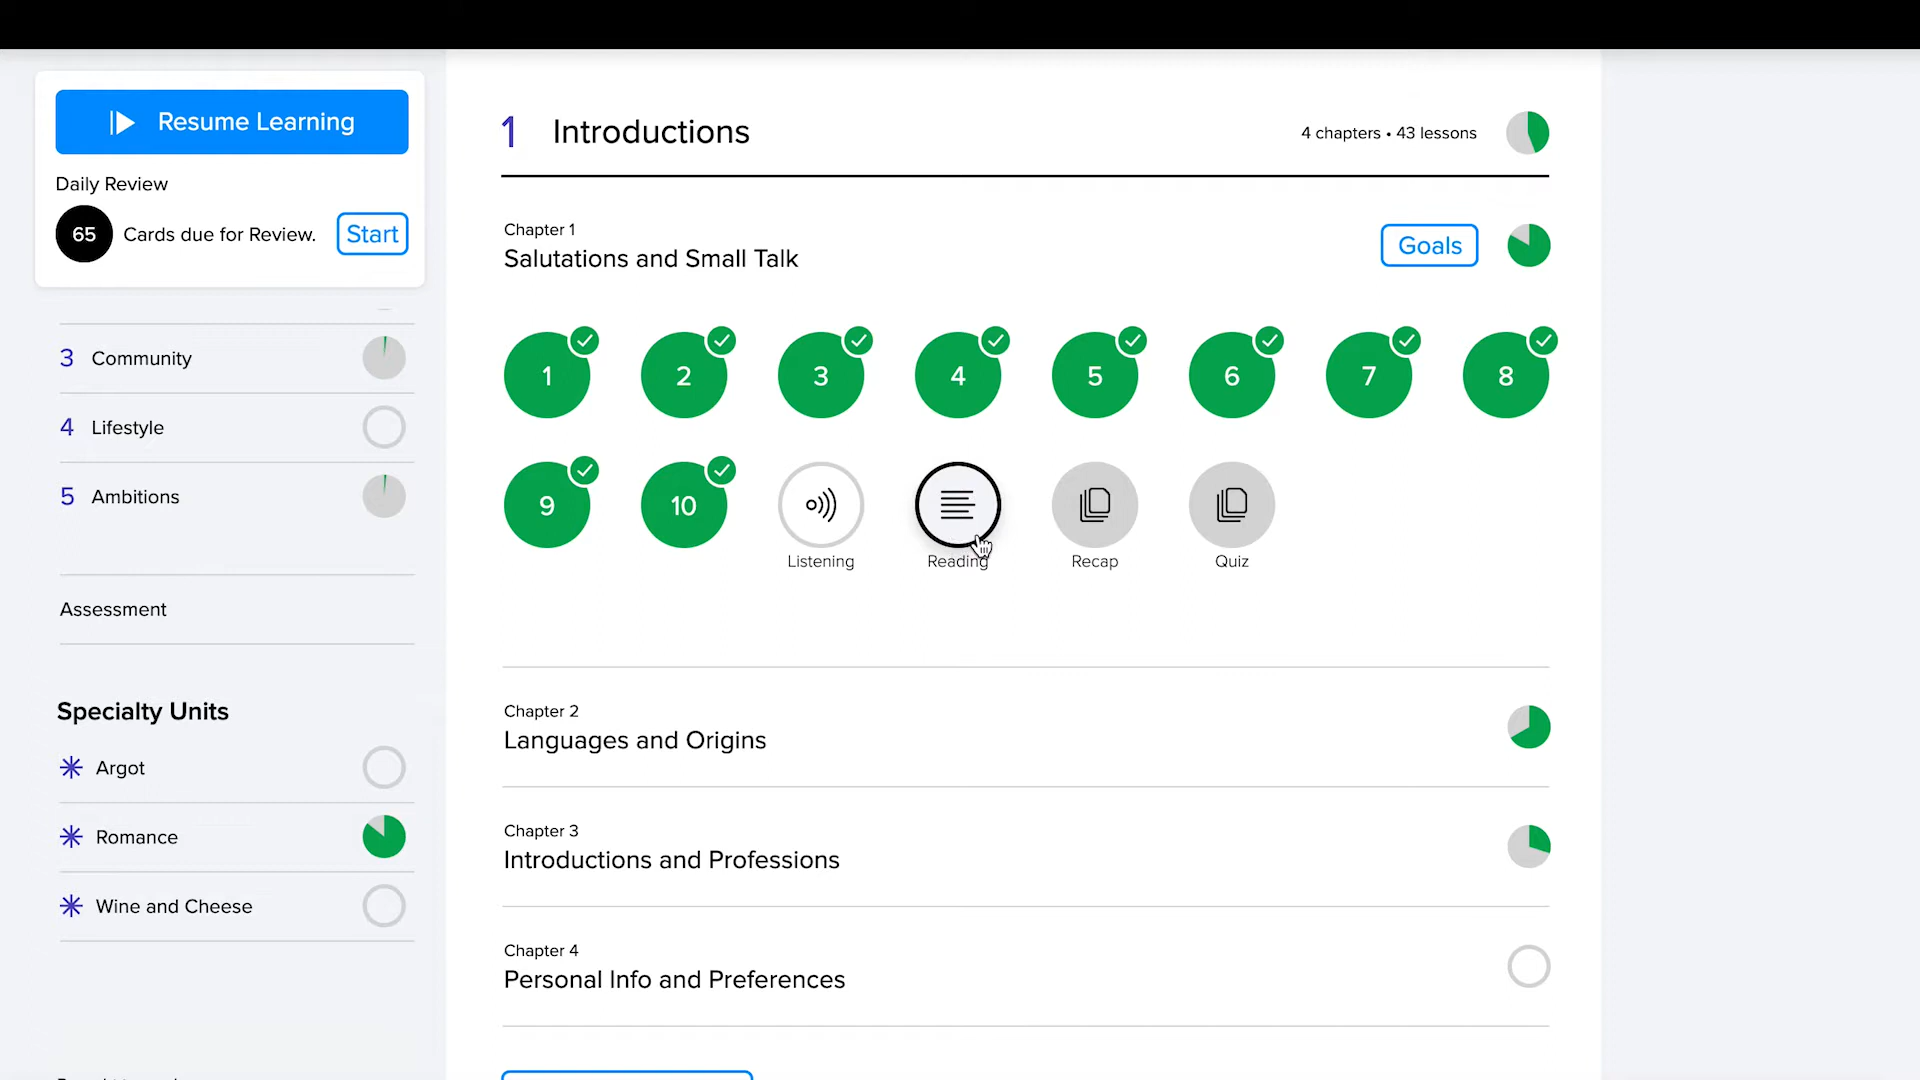 Resume Learning
Daily Review
65 Cards due for Review. Start
3 Community
4 Lifestyle
5 Ambitions
Assessment
Specialty Units
Argot
Romance
Wine and Cheese
1 Introductions
4 chapters • 43 lessons
Chapter 1
Salutations and Small Talk
Goals
1 2 3 4 5 6 7 8
9 10
Listening Reading Recap Quiz
Chapter 2
Languages and Origins
Chapter 3
Introductions and Professions
Chapter 4
Personal Info and Preferences